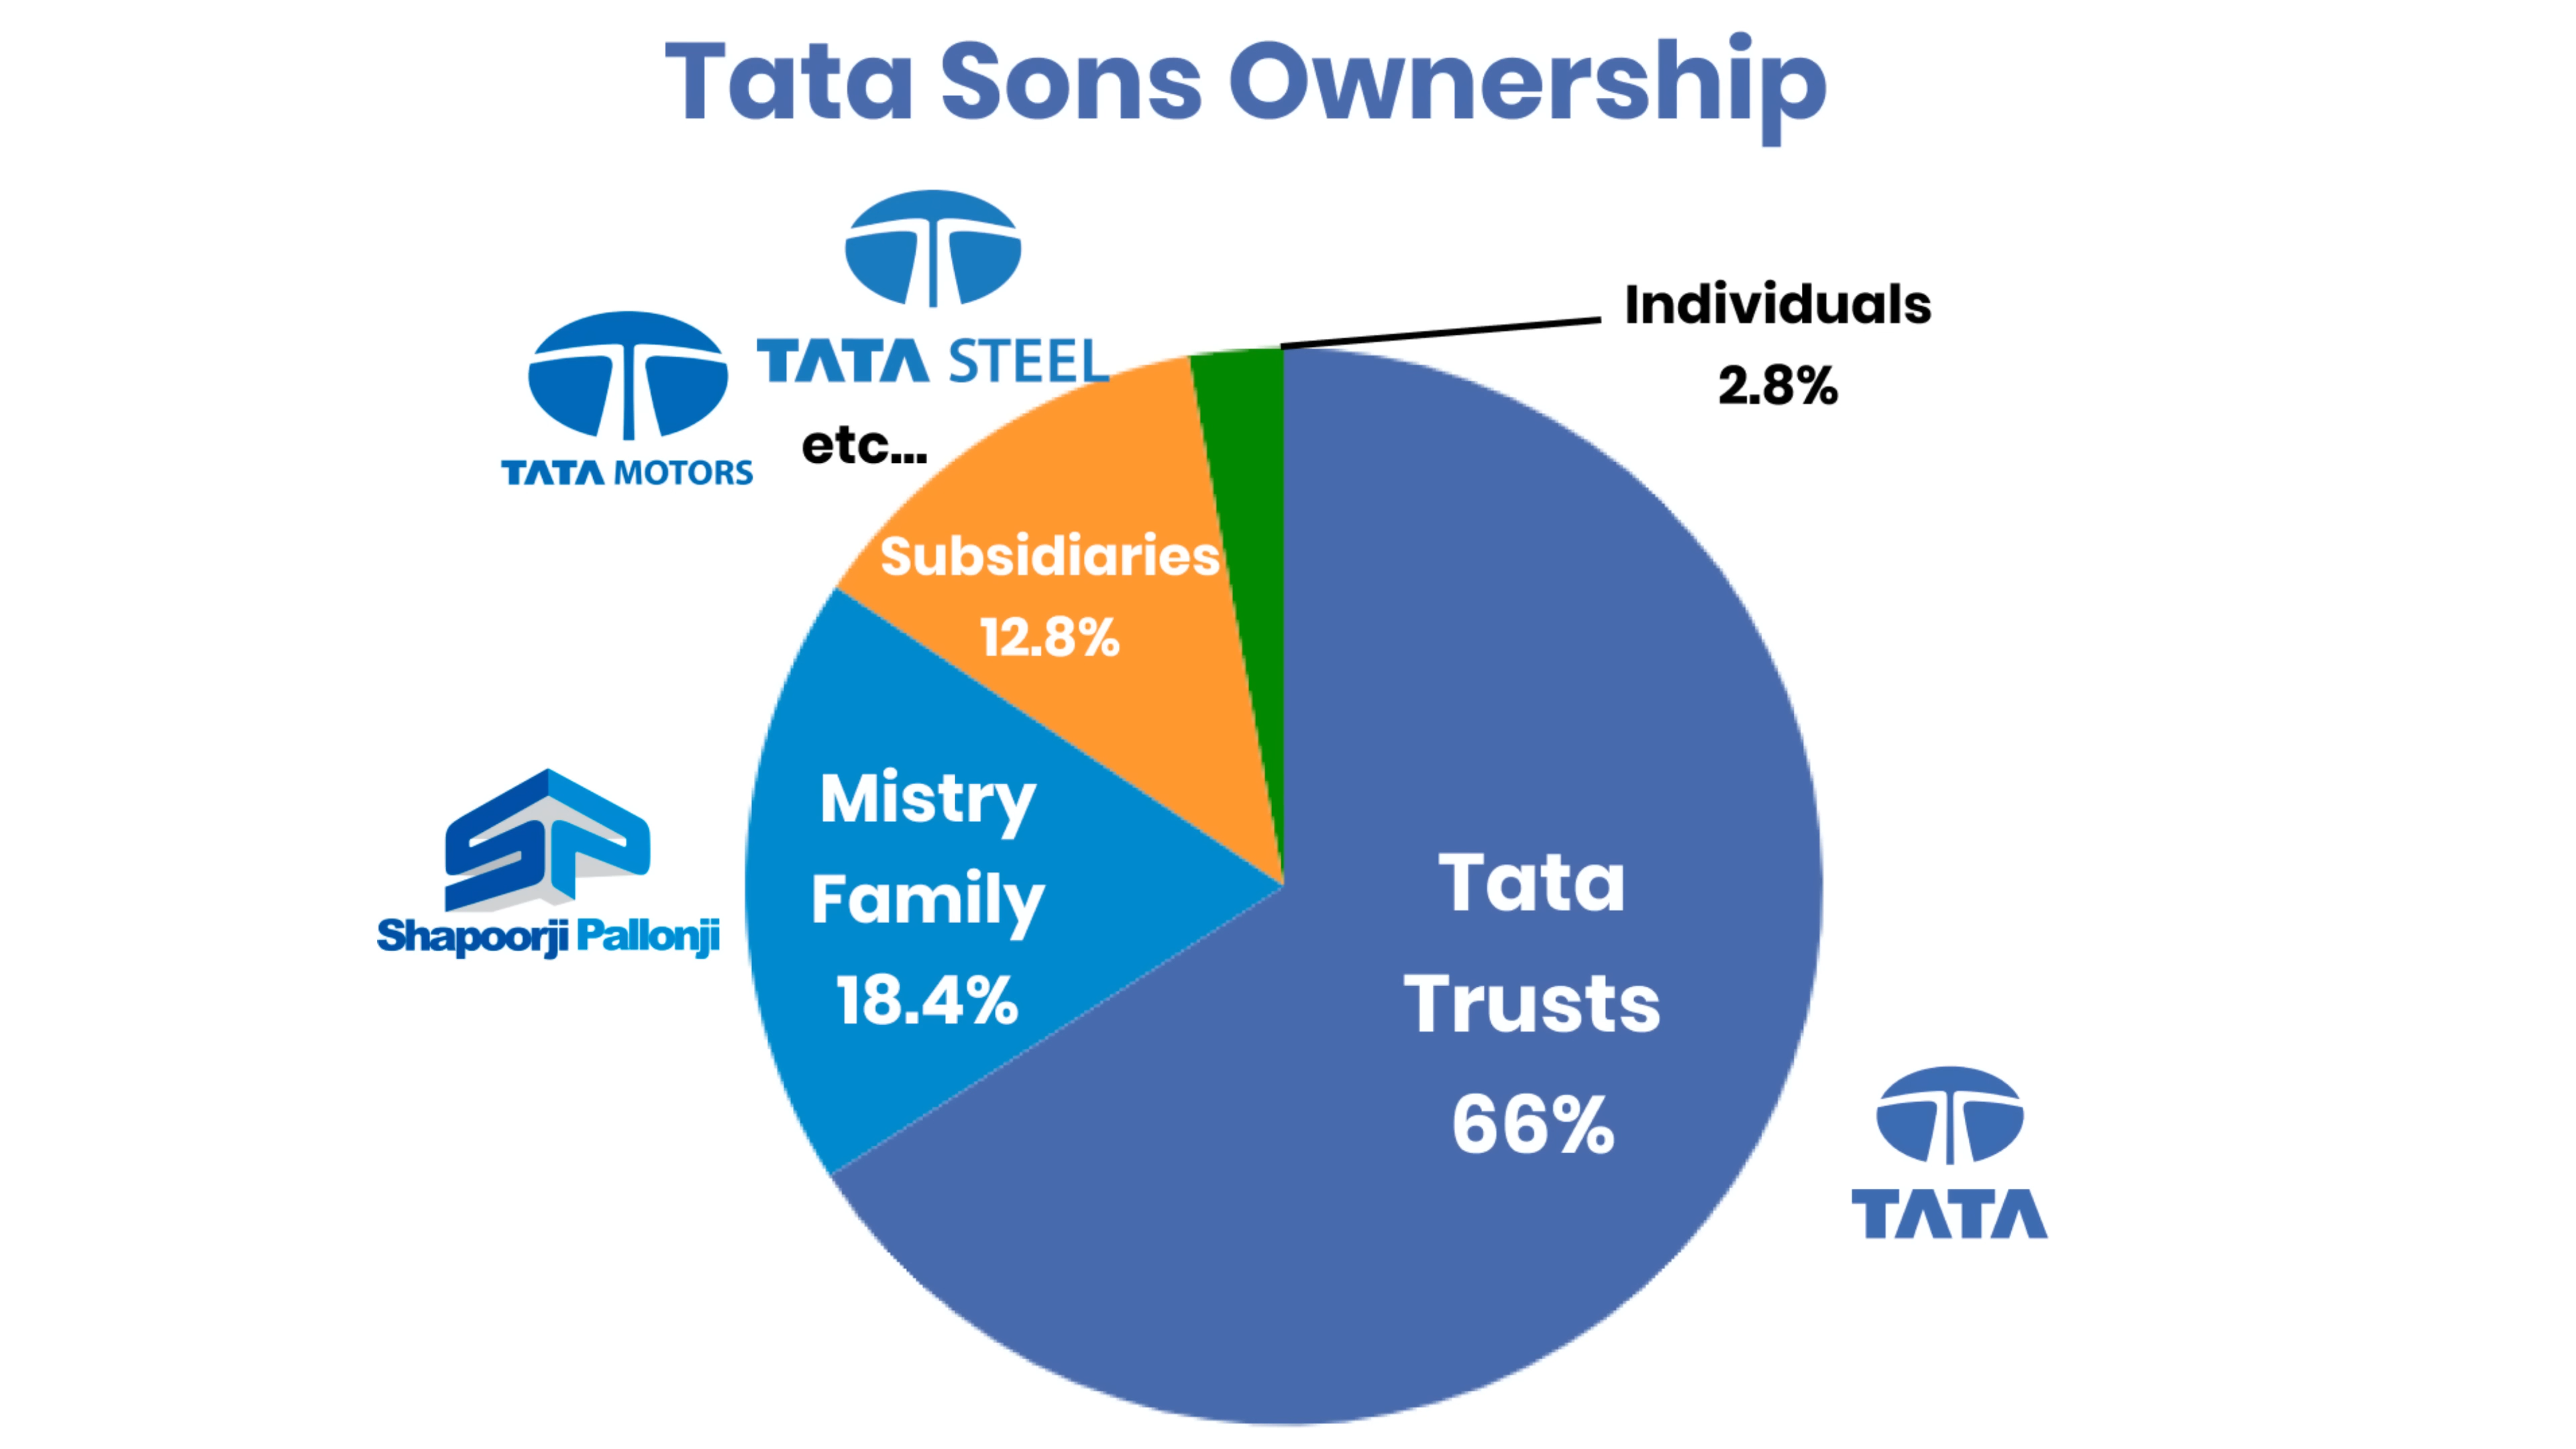 Tata Sons Ownership
TATA STEEL
TATA MOTORS
etc...
Individuals
2.8%
Subsidiaries
12.8%
Mistry
Family
18.4%
SP
Shapoorji Pallonji
Tata
Trusts
66%
TATA